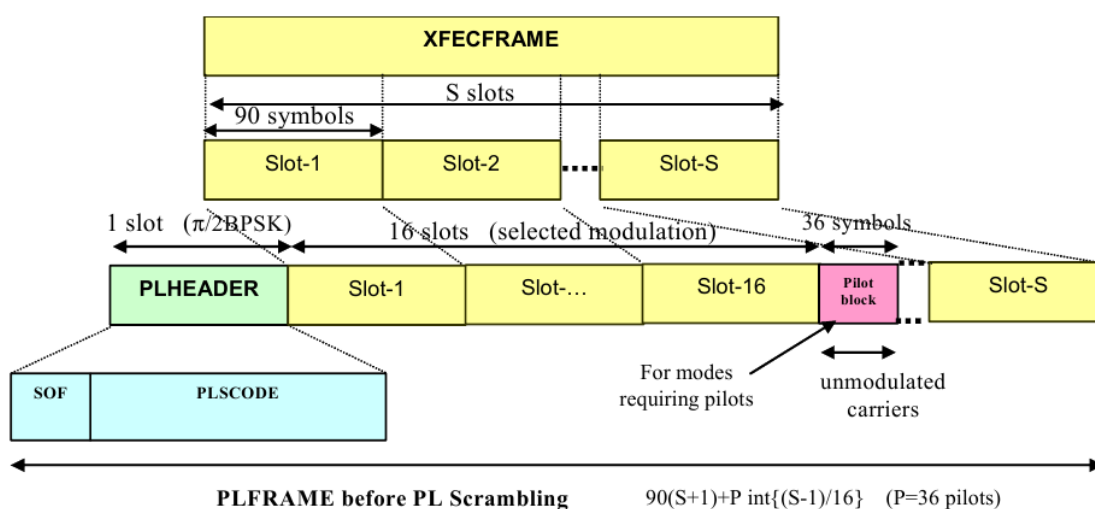 XFECFRAME
S slots
90 symbols
Slot-1 Slot-2 Slot-S
1 slot (π/2BPSK) 16 slots (selected modulation) 36 symbols
PLHEADER Slot-1 Slot-... Slot-16 Pilot block Slot-S
SOF PLSCODE
For modes
requiring pilots
unmodulated
carriers
PLFRAME before PL Scrambling 90(S+1)+P int{(S-1)/16} (P=36 pilots)